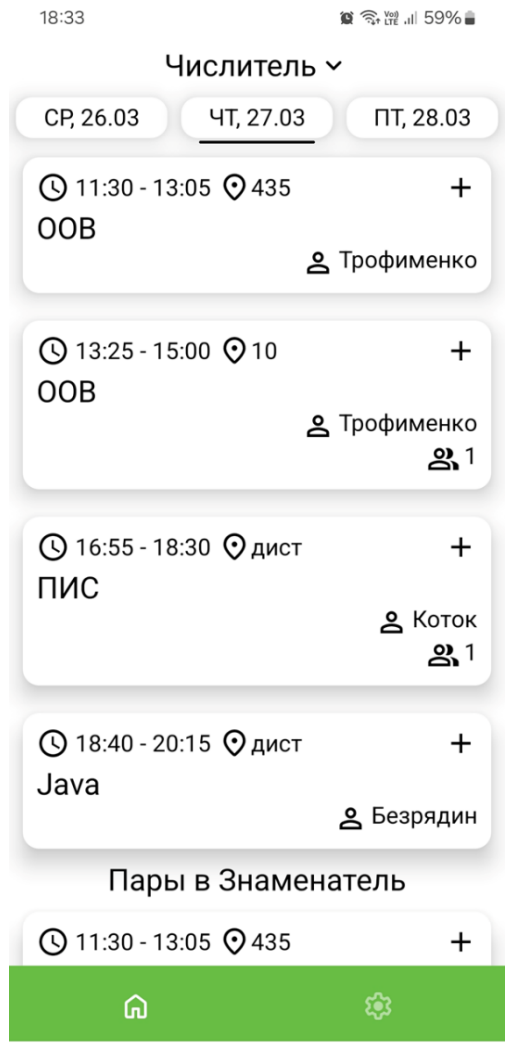 18:33 Vo)) LTE 59%
Числитель
СР, 26.03 ЧТ, 27.03 ПТ, 28.03
11:30 - 13:05 435 +
ООВ
Трофименко
13:25 - 15:00 10 +
ООВ
Трофименко
1
16:55 - 18:30 дист +
ПИС
Коток
1
18:40 - 20:15 дист +
Java
Безрядин
Пары в Знаменатель
11:30 - 13:05 435 +